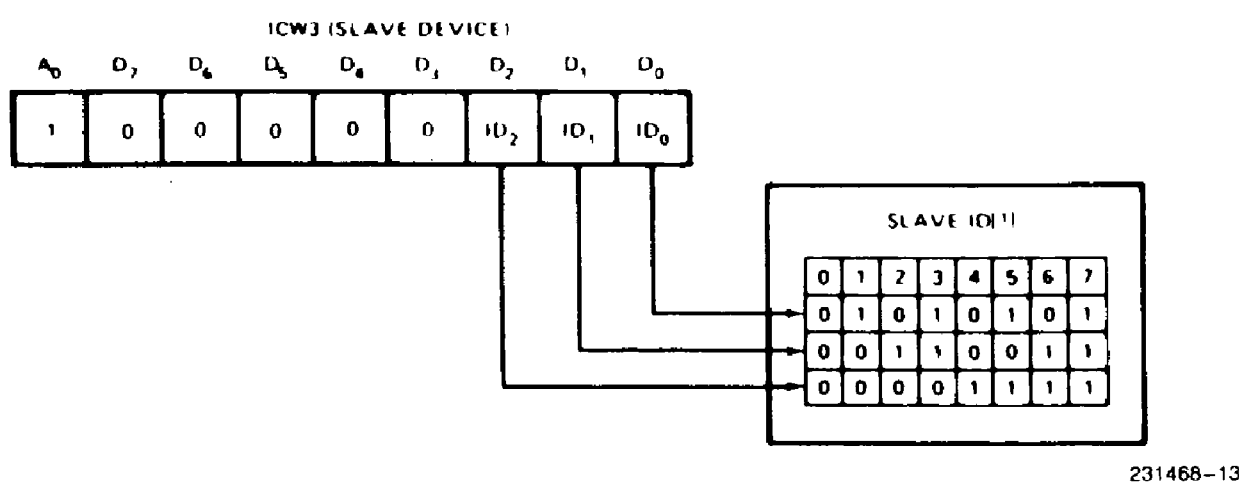 ICW3 (SLAVE DEVICE)
A0 D7 D6 D5 D4 D3 D2 D1 D0
1 0 0 0 0 0 ID2 ID1 ID0
SLAVE ID[1]
0 1 2 3 4 5 6 7
0 1 0 1 0 1 0 1
0 0 1 1 0 0 1 1
0 0 0 0 1 1 1 1
231468-13